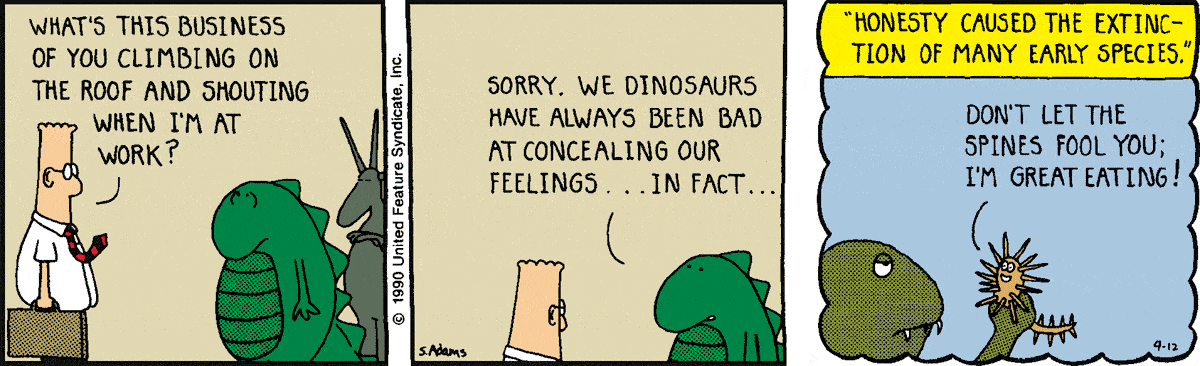 WHAT'S THIS BUSINESS
OF YOU CLIMBING ON
THE ROOF AND SHOUTING
WHEN I'M AT
WORK?
© 1990 United Feature Syndicate, Inc.
SORRY. WE DINOSAURS
HAVE ALWAYS BEEN BAD
AT CONCEALING OUR
FEELINGS...IN FACT...
S.Adams
"HONESTY CAUSED THE EXTINC-
TION OF MANY EARLY SPECIES."
DON'T LET THE
SPINES FOOL YOU;
I'M GREAT EATING!
4-12